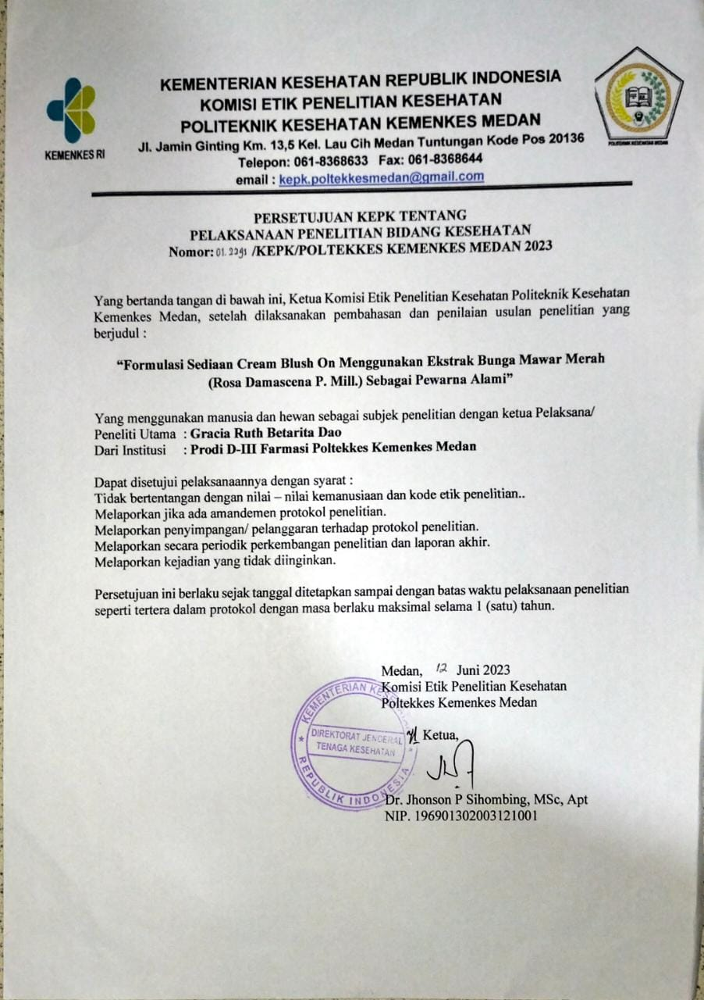 KEMENTERIAN KESEHATAN REPUBLIK INDONESIA
KOMISI ETIK PENELITIAN KESEHATAN
POLITEKNIK KESEHATAN KEMENKES MEDAN
Jl. Jamin Ginting Km. 13,5 Kel. Lau Cih Medan Tuntungan Kode Pos 20136
Telepon: 061-8368633 Fax: 061-8368644
email : kepk.poltekkesmedan@gmail.com
KEMENKES RI
POLITEKNIK KESEHATAN MEDAN
PERSETUJUAN KEPK TENTANG
PELAKSANAAN PENELITIAN BIDANG KESEHATAN
Nomor: /KEPK/POLTEKKES KEMENKES MEDAN 2023
Yang bertanda tangan di bawah ini, Ketua Komisi Etik Penelitian Kesehatan Politeknik Kesehatan
Kemenkes Medan, setelah dilaksanakan pembahasan dan penilaian usulan penelitian yang
berjudul :
“Formulasi Sediaan Cream Blush On Menggunakan Ekstrak Bunga Mawar Merah
(Rosa Damascena P. Mill.) Sebagai Pewarna Alami”
Yang menggunakan manusia dan hewan sebagai subjek penelitian dengan ketua Pelaksana/
Peneliti Utama : Gracia Ruth Betarita Dao
Dari Institusi : Prodi D-III Farmasi Poltekkes Kemenkes Medan
Dapat disetujui pelaksanaannya dengan syarat :
Tidak bertentangan dengan nilai – nilai kemanusiaan dan kode etik penelitian..
Melaporkan jika ada amandemen protokol penelitian.
Melaporkan penyimpangan/ pelanggaran terhadap protokol penelitian.
Melaporkan secara periodik perkembangan penelitian dan laporan akhir.
Melaporkan kejadian yang tidak diinginkan.
Persetujuan ini berlaku sejak tanggal ditetapkan sampai dengan batas waktu pelaksanaan penelitian
seperti tertera dalam protokol dengan masa berlaku maksimal selama 1 (satu) tahun.
Medan, 12 Juni 2023
Komisi Etik Penelitian Kesehatan
Poltekkes Kemenkes Medan
Ketua,
KEMENTERIAN
DIREKTORAT JENDERAL
TENAGA KESEHATAN
REPUBLIK INDONESIA
Dr. Jhonson P Sihombing, MSc, Apt
NIP. 196901302003121001